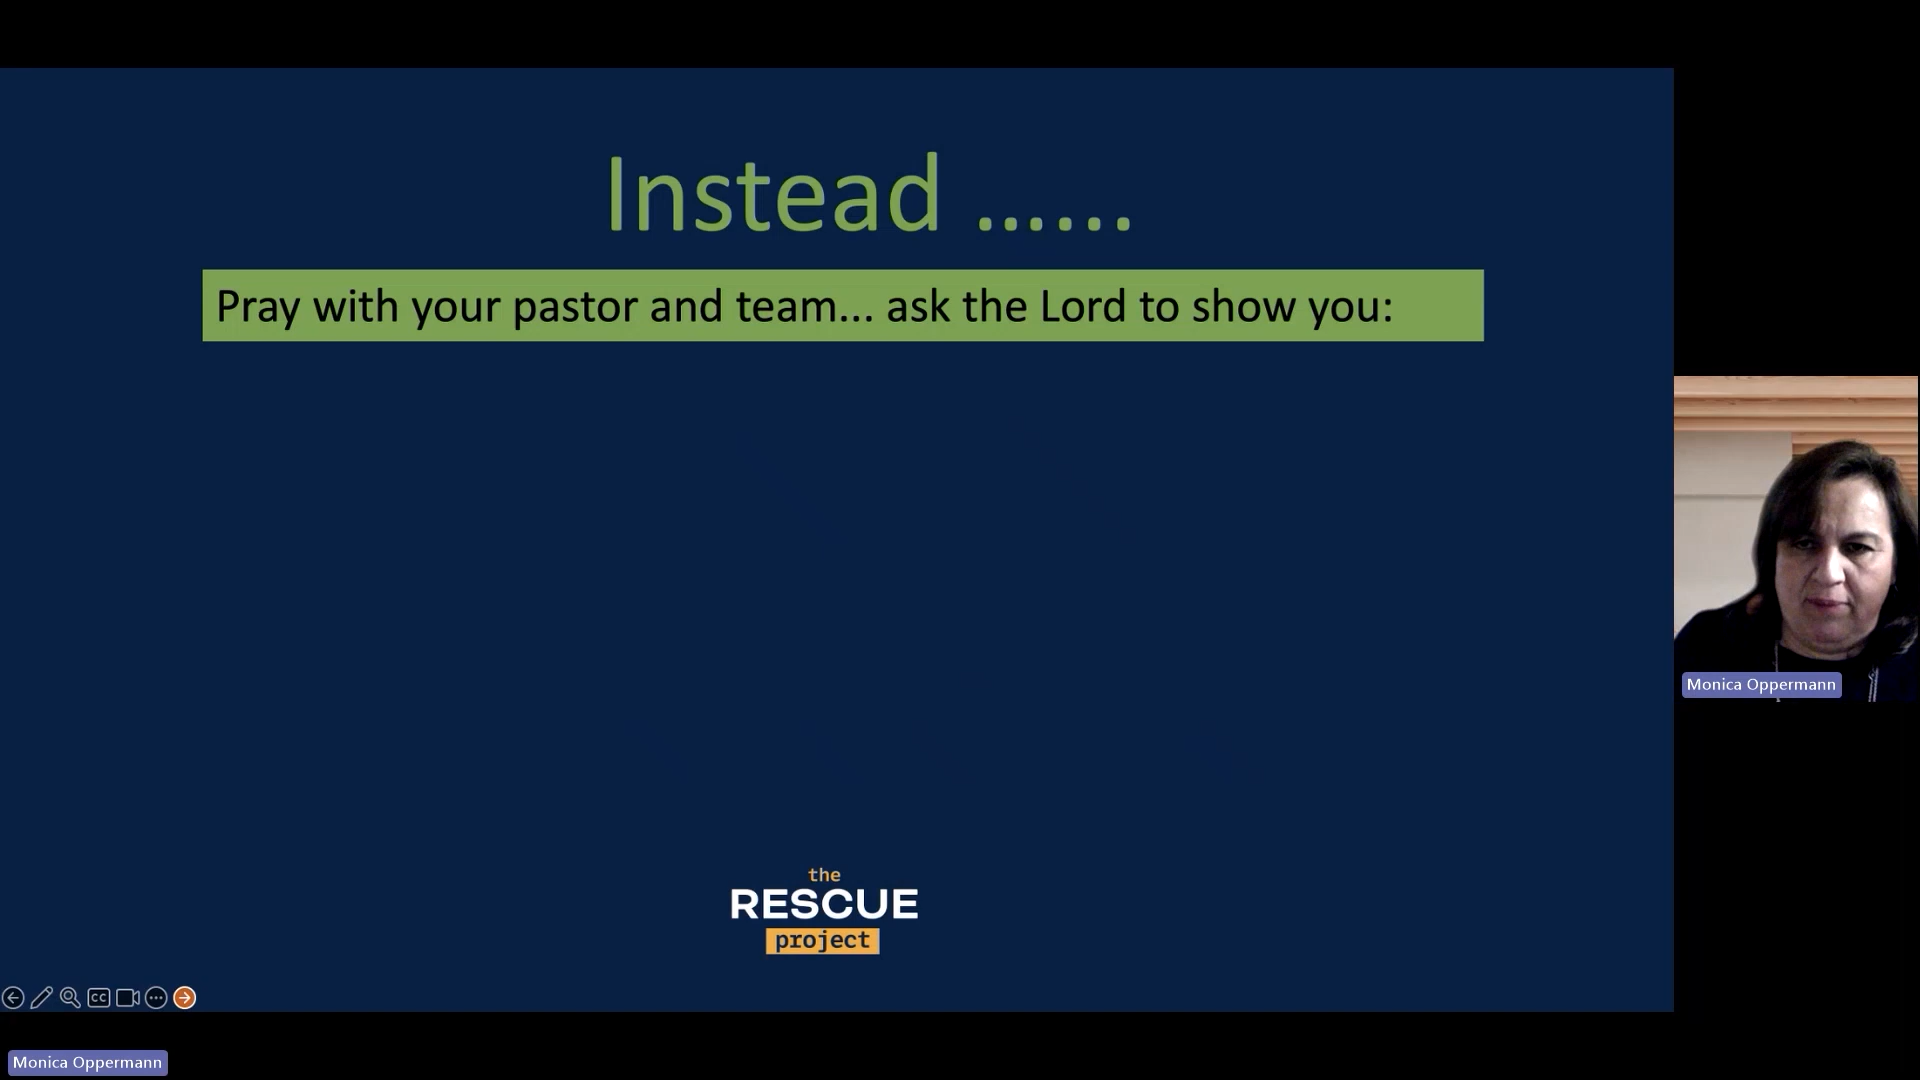 Instead ......
Pray with your pastor and team... ask the Lord to show you:
the
RESCUE
project
Monica Oppermann
CC
Monica Oppermann